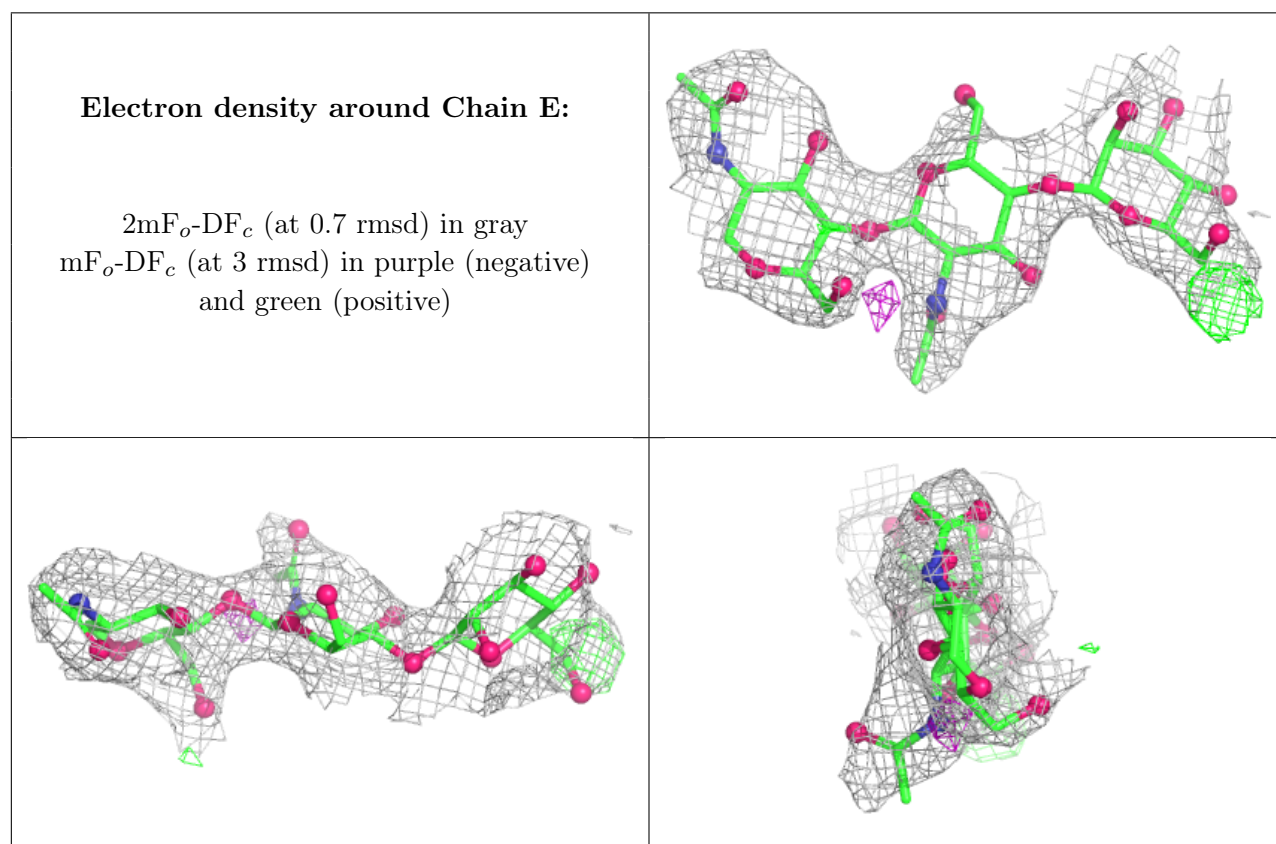 Electron density around Chain E:
2mFo-DFc (at 0.7 rmsd) in gray
mFo-DFc (at 3 rmsd) in purple (negative)
and green (positive)